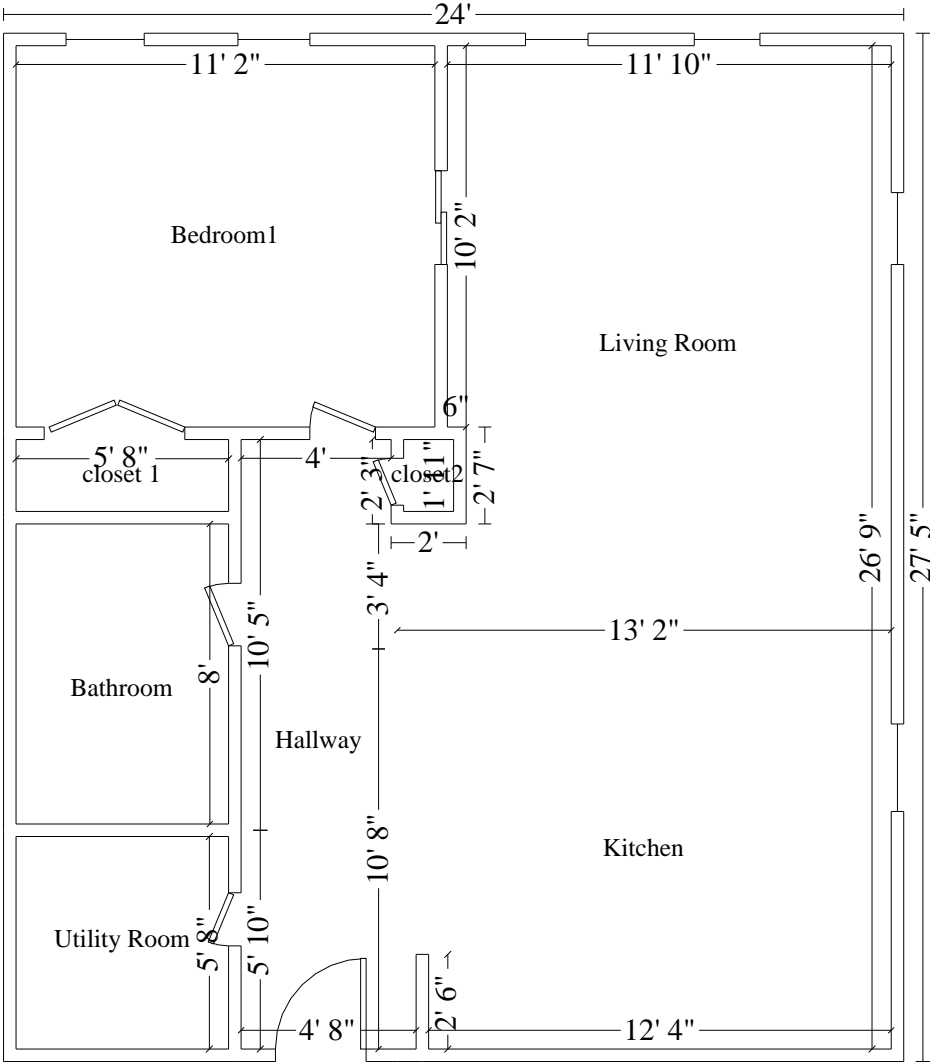 24'
11' 2"
11' 10"
Bedroom1
10' 2"
Living Room
6"
5' 8"
closet 1
4'
2' 3"
closet2
1' 11"
2' 7"
2'
26' 9"
27' 5"
3' 4"
10' 5"
13' 2"
8'
Bathroom
Hallway
10' 8"
Kitchen
Utility Room
5' 8"
5' 10"
2' 6"
4' 8"
12' 4"